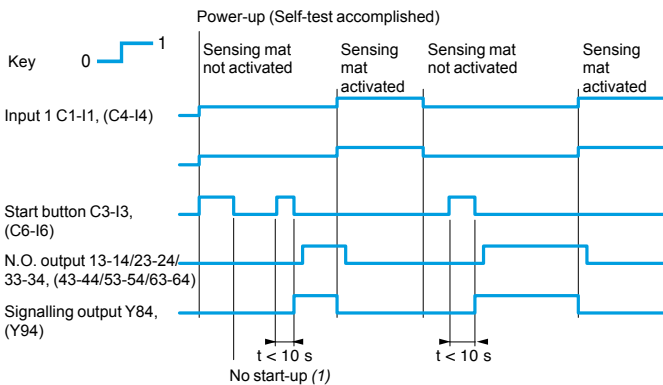 Power-up (Self-test accomplished)
Key 0 1
Sensing mat
not activated
Sensing
mat
activated
Sensing mat
not activated
Sensing
mat
activated
Input 1 C1-I1, (C4-I4)
Start button C3-I3,
(C6-I6)
N.O. output 13-14/23-24/
33-34, (43-44/53-54/63-64)
Signalling output Y84,
(Y94)
t < 10 s
t < 10 s
No start-up (1)